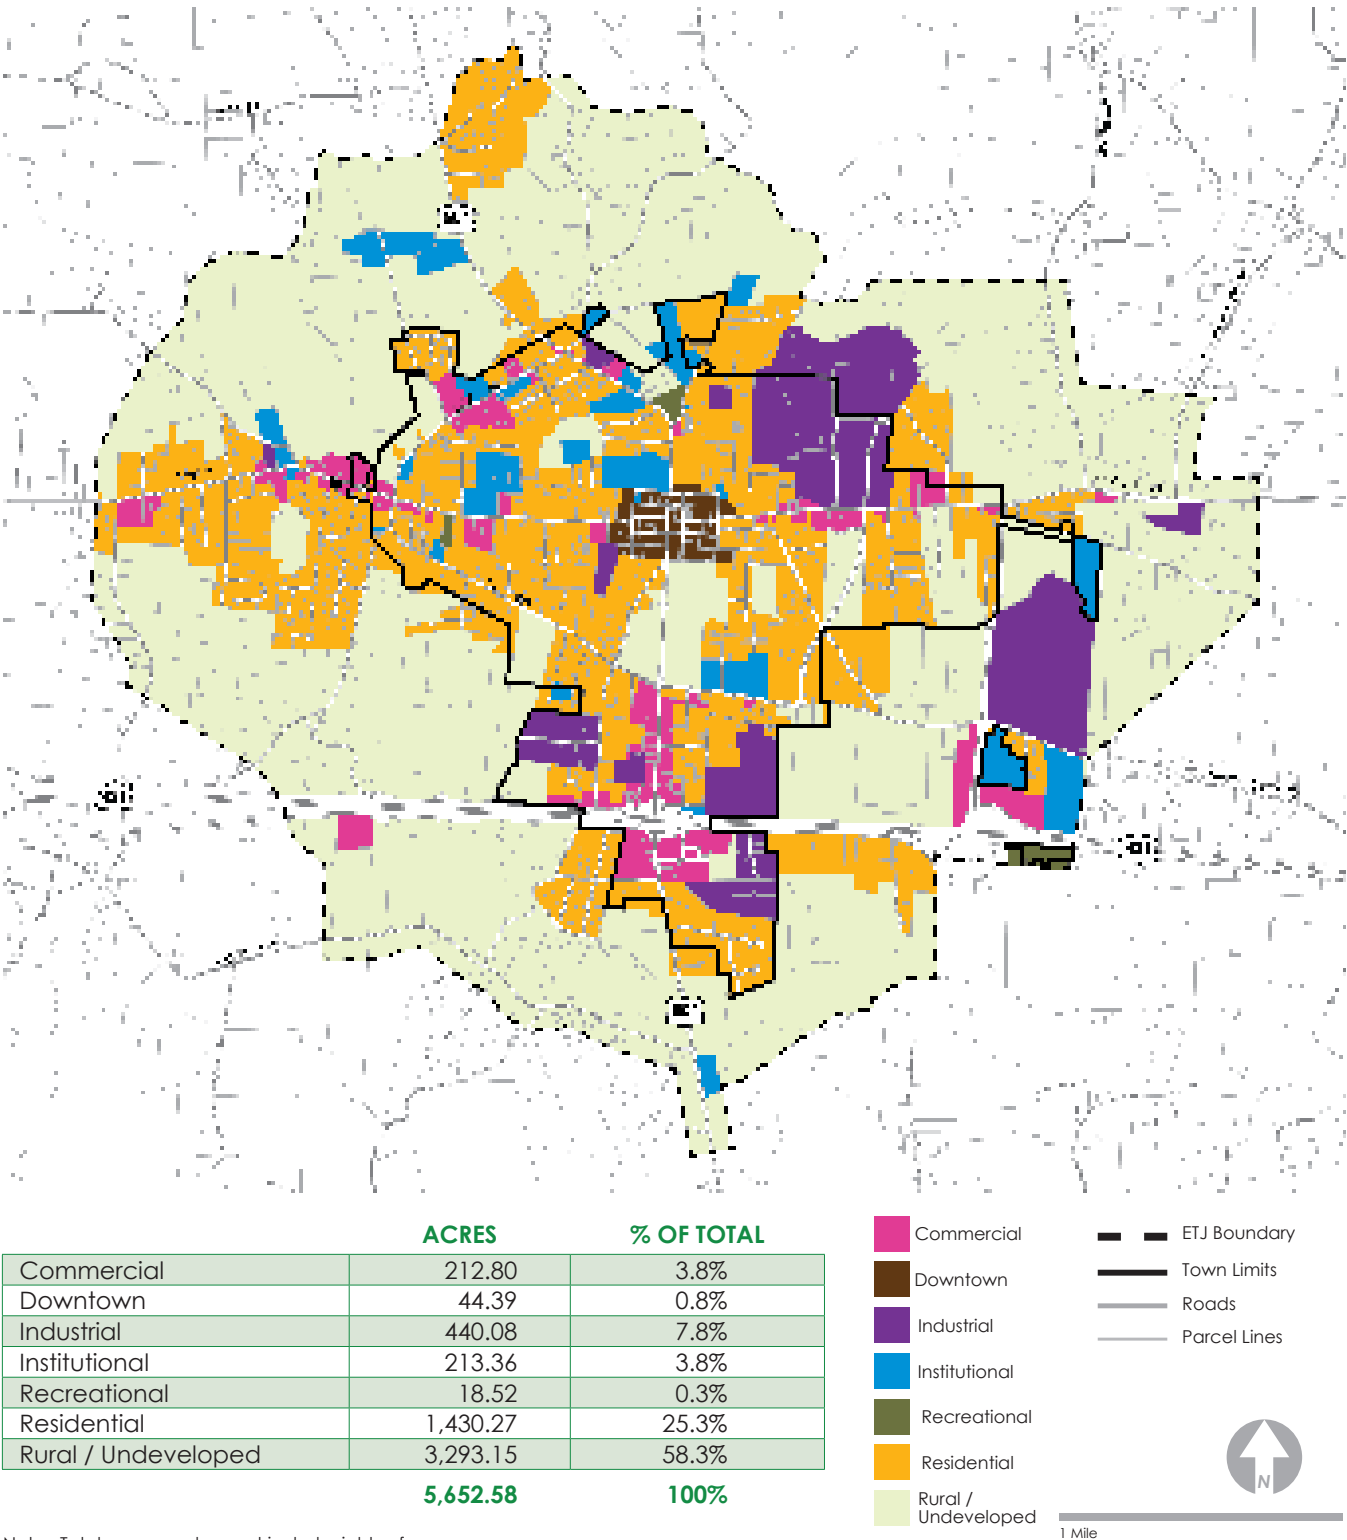 ACRES % OF TOTAL
Commercial 212.80 3.8%
Downtown 44.39 0.8%
Industrial 440.08 7.8%
Institutional 213.36 3.8%
Recreational 18.52 0.3%
Residential 1,430.27 25.3%
Rural / Undeveloped 3,293.15 58.3%
5,652.58 100%
Commercial
Downtown
Industrial
Institutional
Recreational
Residential
Rural /
Undeveloped
ETJ Boundary
Town Limits
Roads
Parcel Lines
N
1 Mile